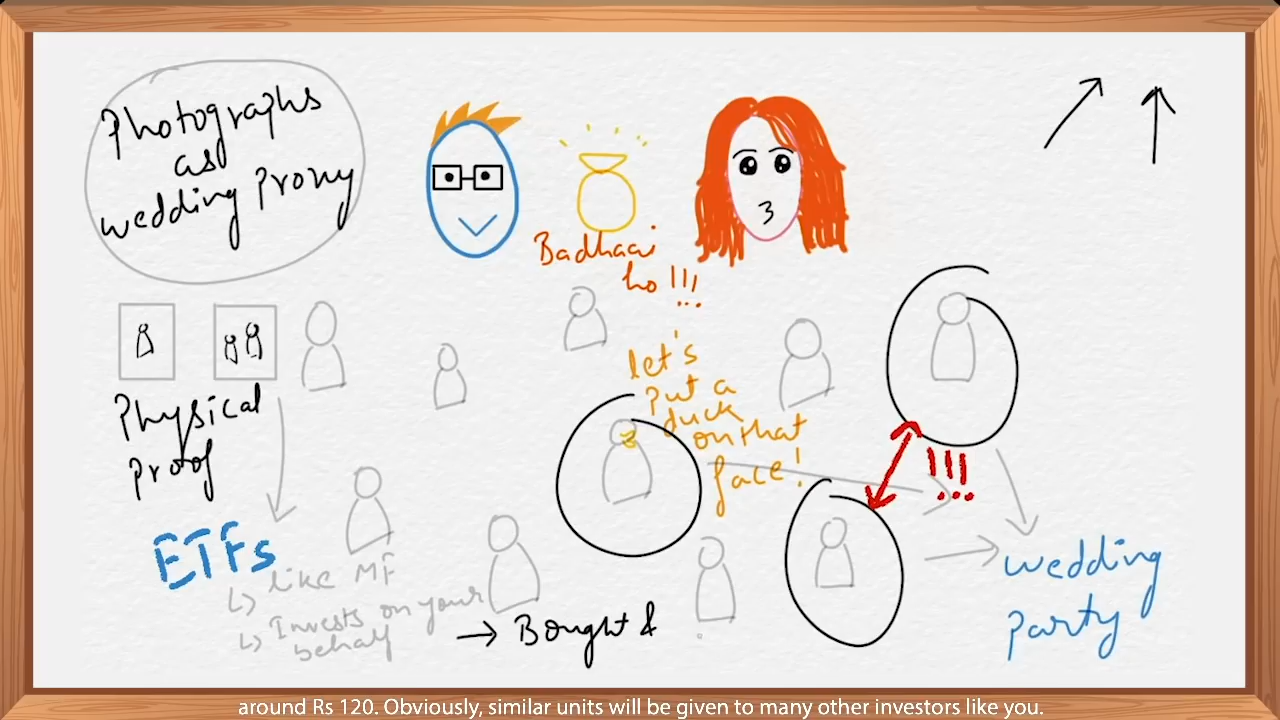 Photographs
as
wedding Proxy
Badhaai
ho !!!
let's
Put a
duck
on that
face!
!!!
Physical
Proof
ETFs
↳ like MF
↳ Invests on your
behalf
→ Bought &
Wedding
Party
around Rs 120. Obviously, similar units will be given to many other investors like you.